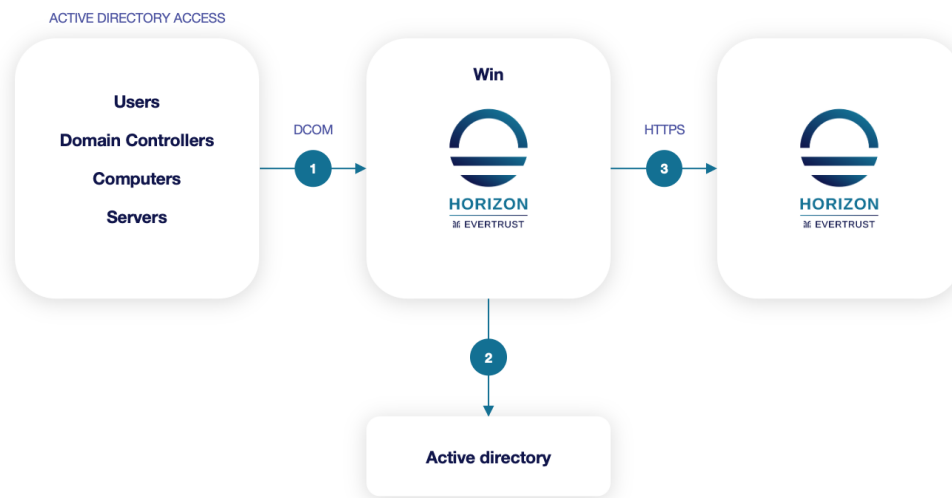 ACTIVE DIRECTORY ACCESS
Users
Domain Controllers
Computers
Servers
DCOM
1
Win
HORIZON
EVERTRUST
HTTPS
3
HORIZON
EVERTRUST
2
Active directory